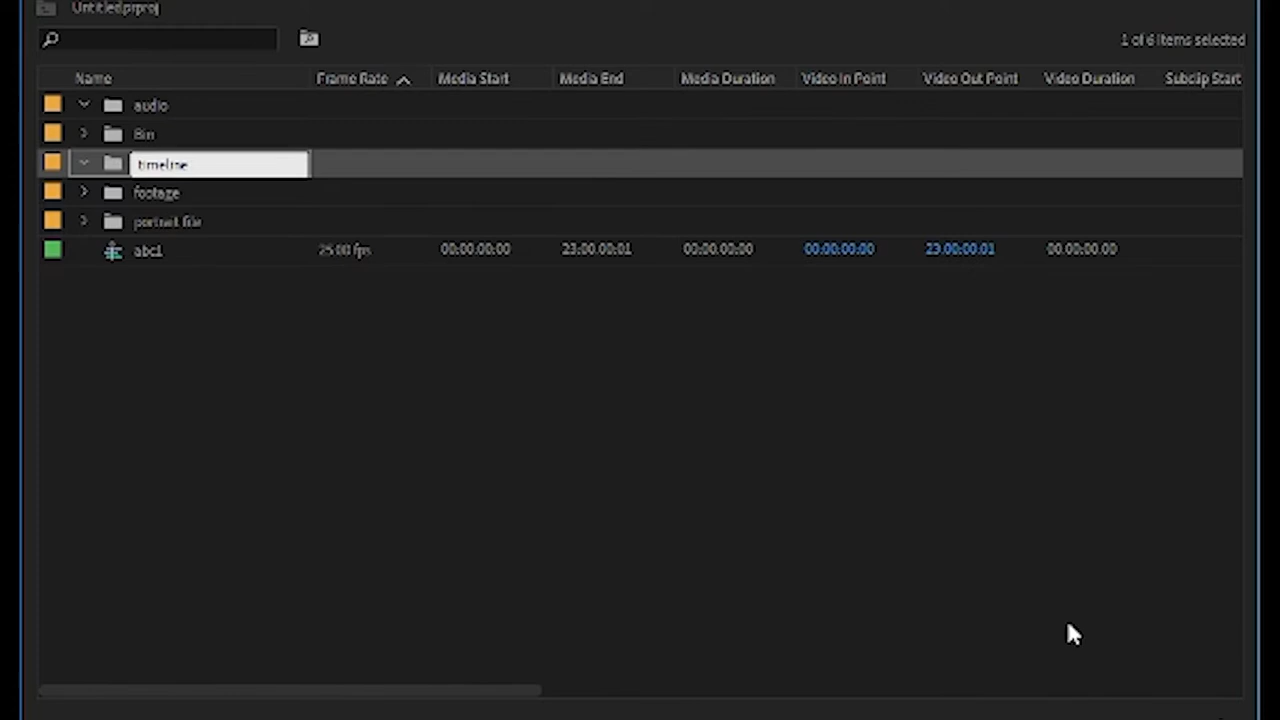 Untitled.prproj
1 of 6 items selected
Name Frame Rate Media Start Media End Media Duration Video In Point Video Out Point Video Duration Subclip Start
audio
Bin
timeline
footage
portrait file
abc1 25.00 fps 00:00:00:00 23:00:00:01 00:00:00:00 00:00:00:00 23:00:00:01 00:00:00:00